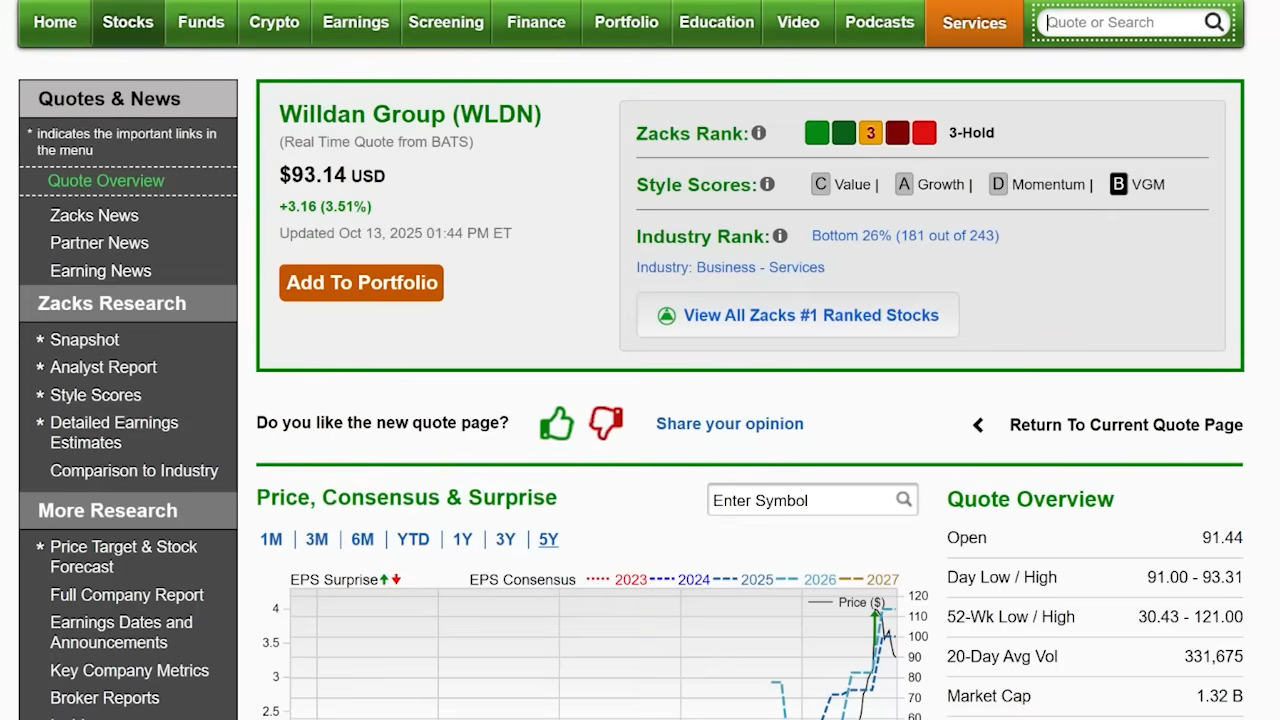 Home Stocks Funds Crypto Earnings Screening Finance Portfolio Education Video Podcasts Services Quote or Search
Quotes & News
* indicates the important links in
the menu
Quote Overview
Zacks News
Partner News
Earning News
Zacks Research
* Snapshot
* Analyst Report
* Style Scores
* Detailed Earnings
Estimates
Comparison to Industry
More Research
* Price Target & Stock
Forecast
Full Company Report
Earnings Dates and
Announcements
Key Company Metrics
Broker Reports
Willdan Group (WLDN)
(Real Time Quote from BATS)
$93.14 USD
+3.16 (3.51%)
Updated Oct 13, 2025 01:44 PM ET
Add To Portfolio
Zacks Rank: 3 3-Hold
Style Scores: C Value | A Growth | D Momentum | B VGM
Industry Rank: Bottom 26% (181 out of 243)
Industry: Business - Services
View All Zacks #1 Ranked Stocks
Do you like the new quote page? Share your opinion Return To Current Quote Page
Price, Consensus & Surprise
Enter Symbol
1M | 3M | 6M | YTD | 1Y | 3Y | 5Y
EPS Surprise EPS Consensus 2023 2024 2025 2026 2027
Price ($)
4
3.5
3
2.5
120
110
100
90
80
70
60
Quote Overview
Open 91.44
Day Low / High 91.00 - 93.31
52-Wk Low / High 30.43 - 121.00
20-Day Avg Vol 331,675
Market Cap 1.32 B